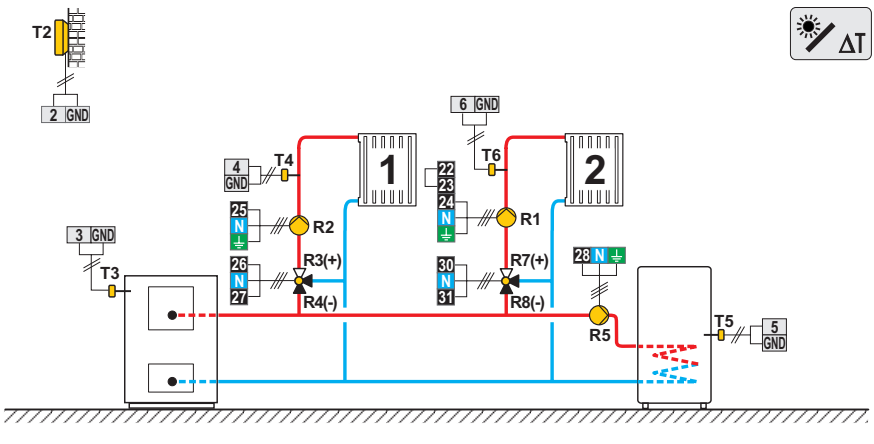 T2
ΔT
2 GND
6 GND
4
GND
T4
1
T6
2
22
23
24
N
25
N
R2
R1
3 GND
T3
26
N
27
R3(+)
R4(-)
30
N
31
R7(+)
R8(-)
28 N
R5
T5
5
GND